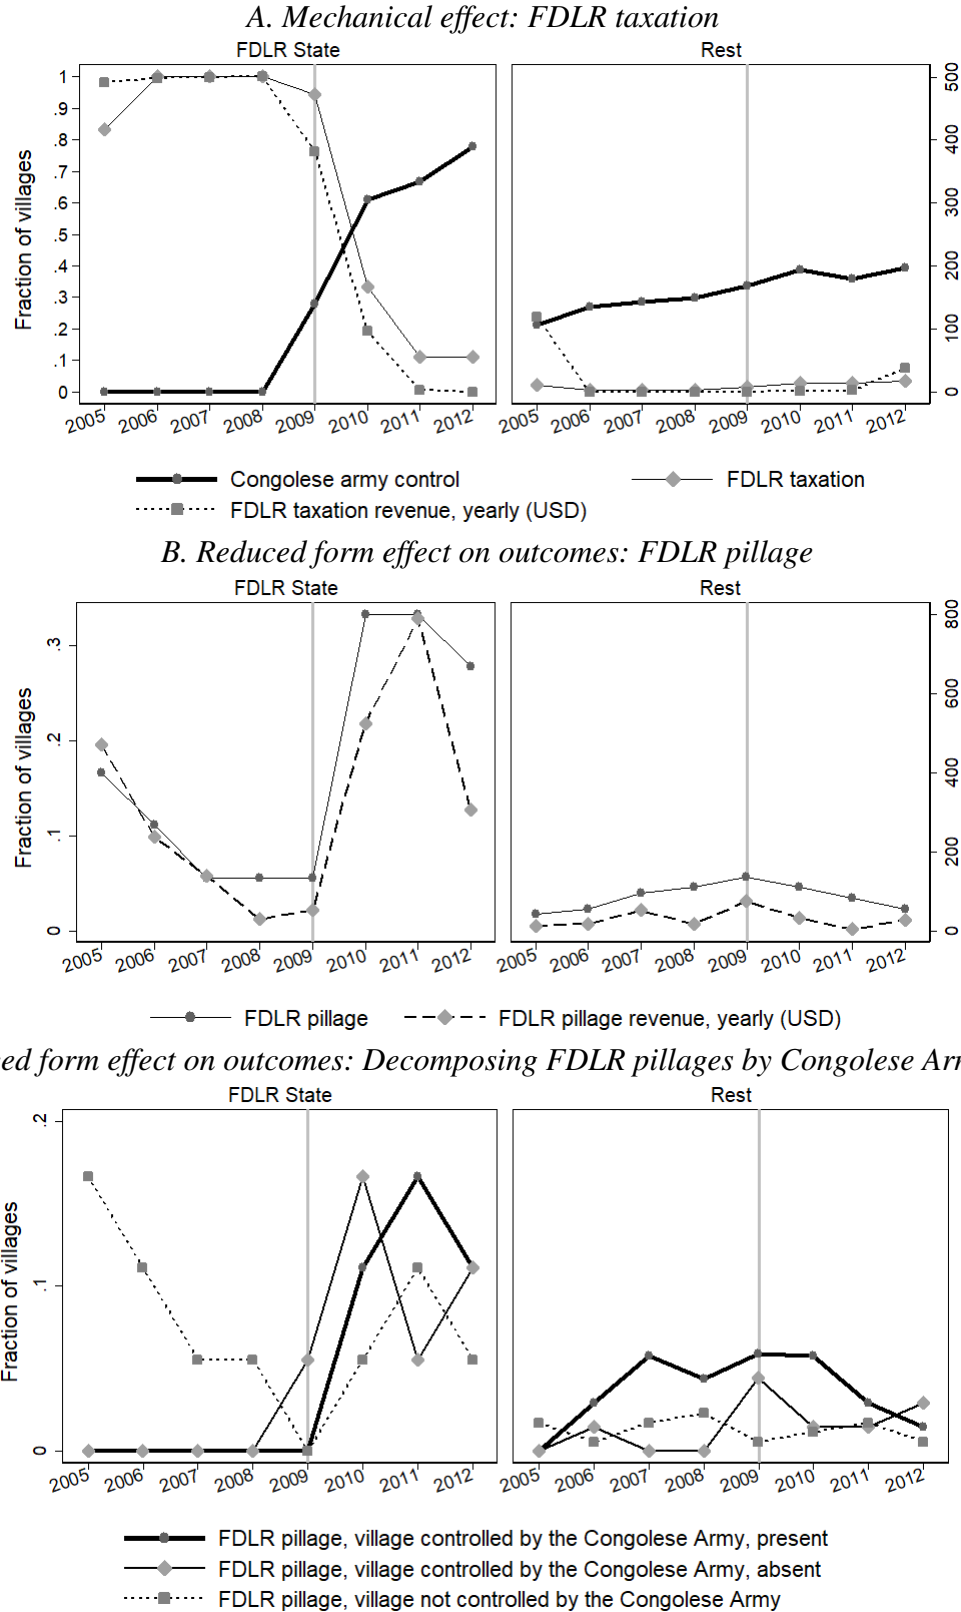 A. Mechanical effect: FDLR taxation
FDLR State
Rest
Fraction of villages
1
.9
.8
.7
.6
.5
.4
.3
.2
.1
0
500
400
300
200
100
0
2005 2006 2007 2008 2009 2010 2011 2012
2005 2006 2007 2008 2009 2010 2011 2012
Congolese army control
FDLR taxation
FDLR taxation revenue, yearly (USD)
B. Reduced form effect on outcomes: FDLR pillage
FDLR State
Rest
Fraction of villages
.3
.2
.1
0
800
600
400
200
0
2005 2006 2007 2008 2009 2010 2011 2012
2005 2006 2007 2008 2009 2010 2011 2012
FDLR pillage
FDLR pillage revenue, yearly (USD)
ed form effect on outcomes: Decomposing FDLR pillages by Congolese Ar
FDLR State
Rest
Fraction of villages
.2
.1
0
2005 2006 2007 2008 2009 2010 2011 2012
2005 2006 2007 2008 2009 2010 2011 2012
FDLR pillage, village controlled by the Congolese Army, present
FDLR pillage, village controlled by the Congolese Army, absent
FDLR pillage, village not controlled by the Congolese Army